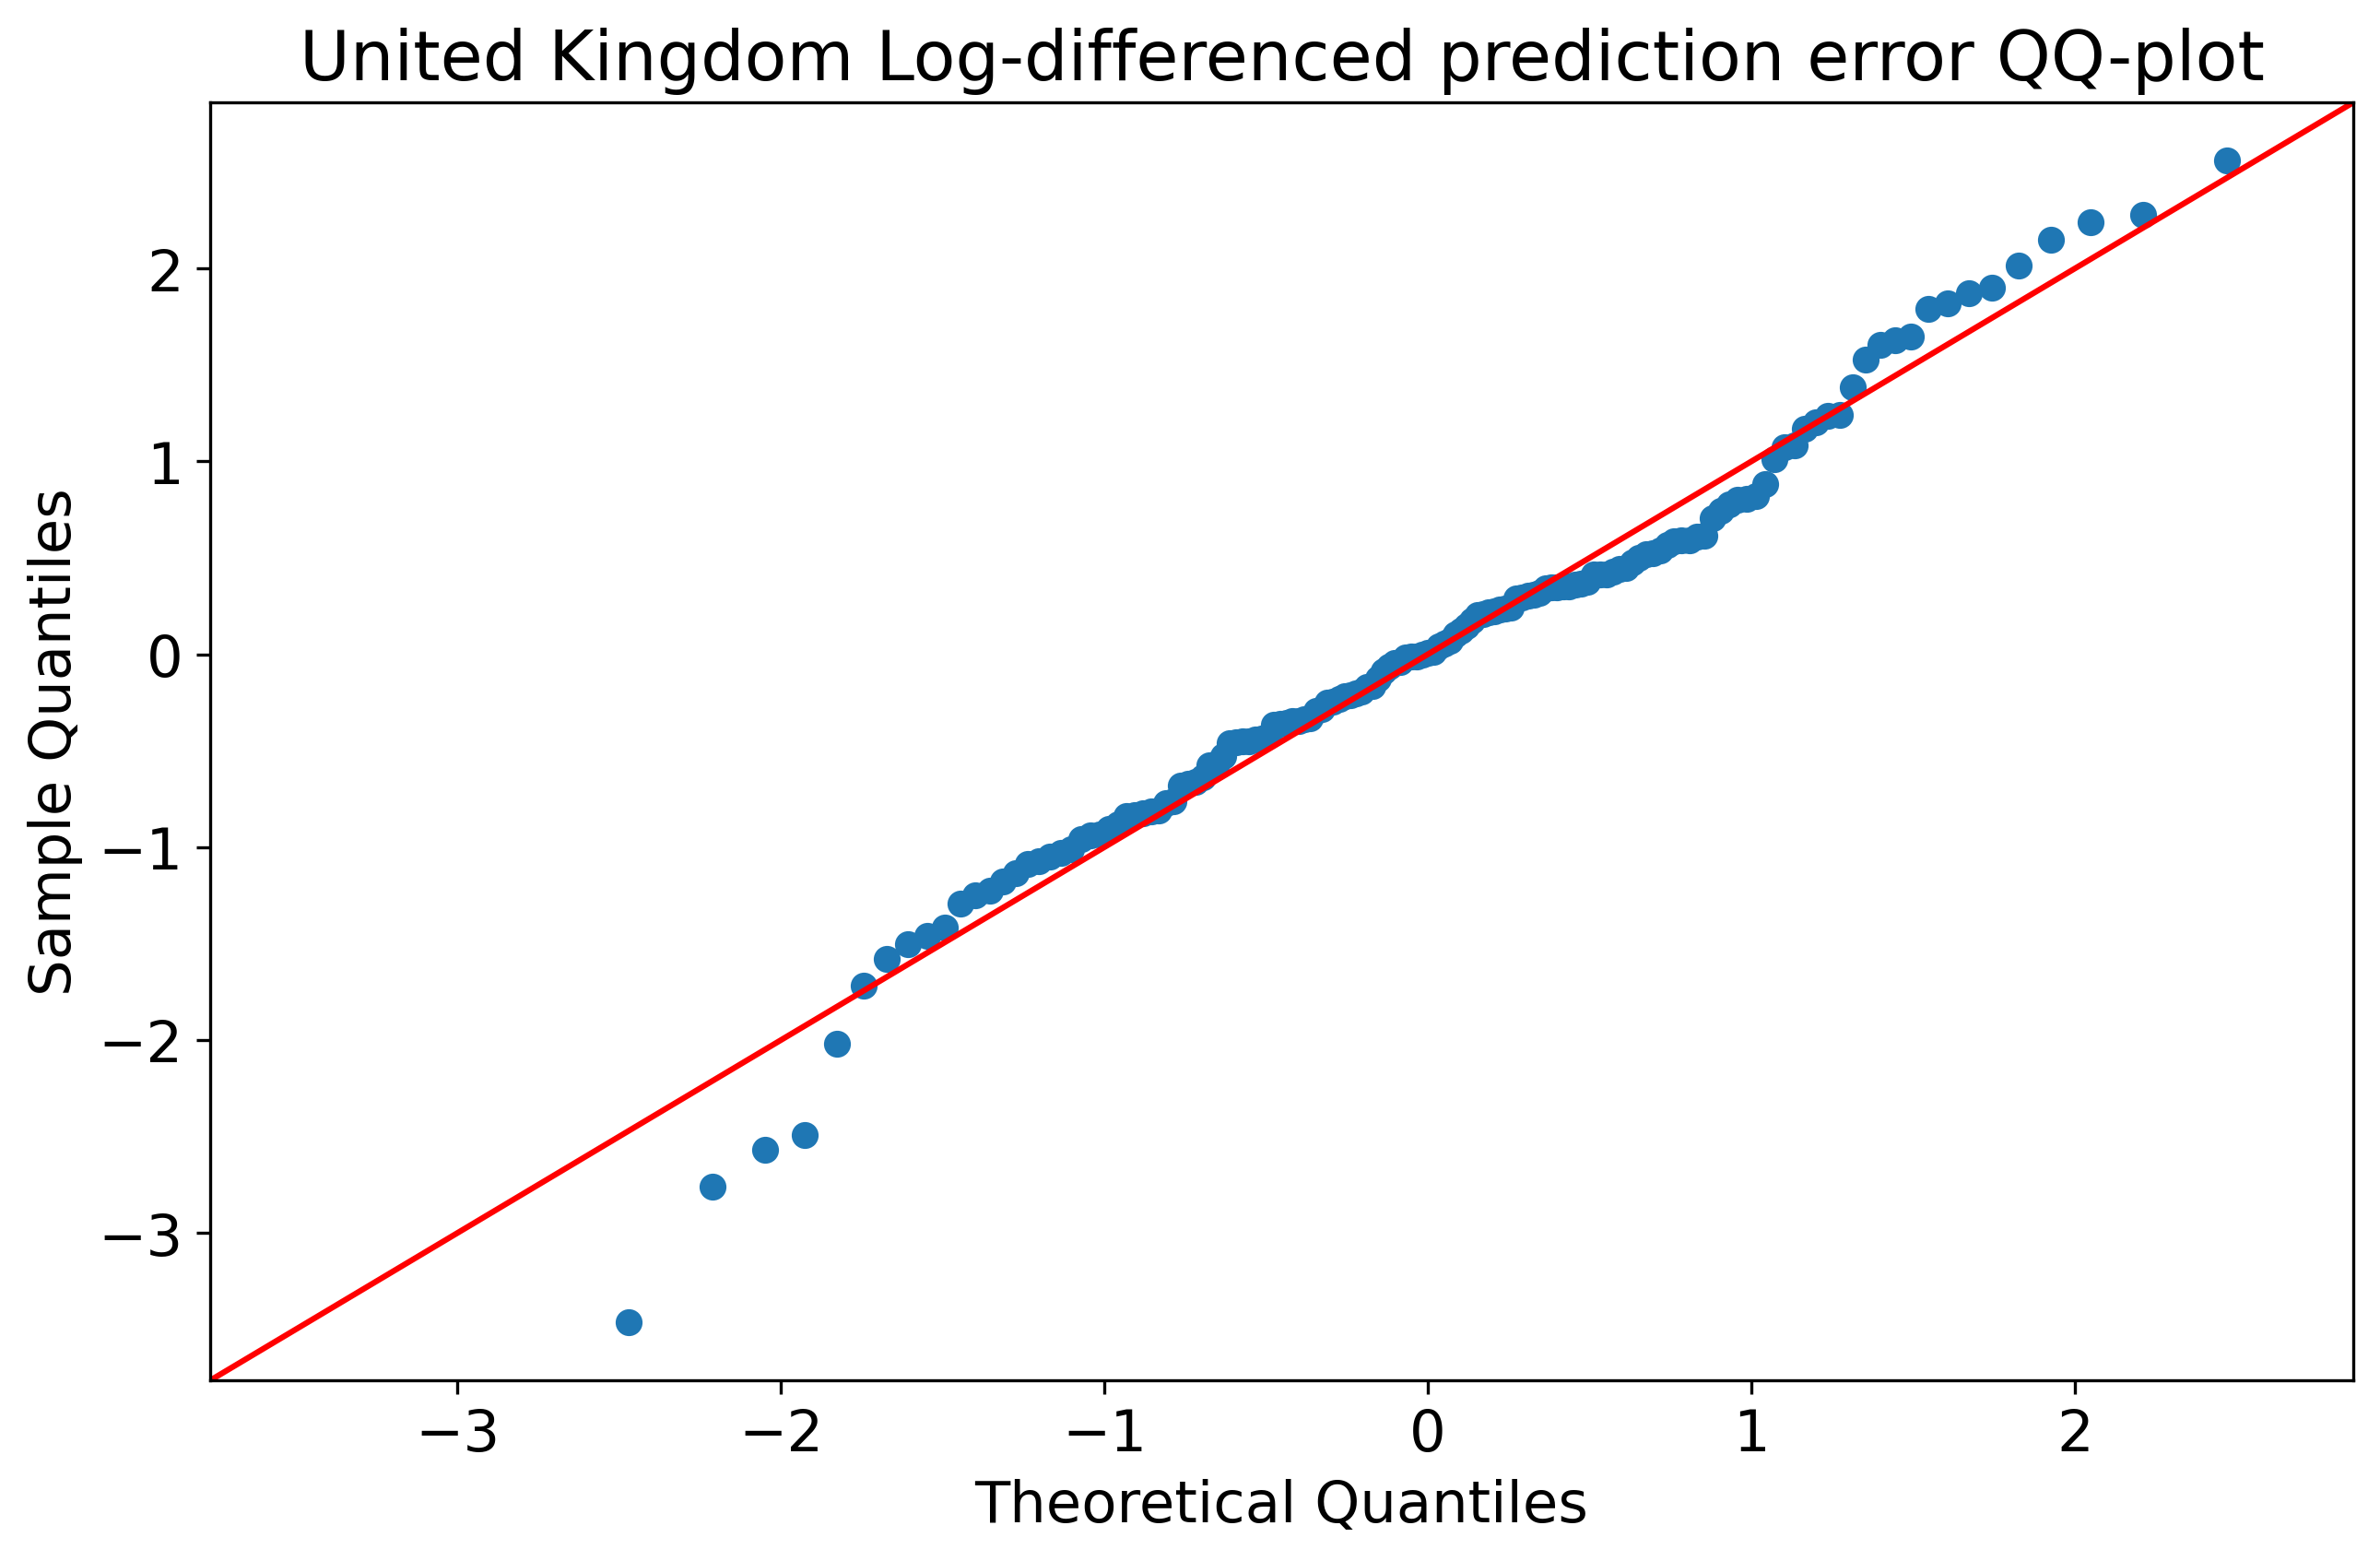 United Kingdom Log-differenced prediction error QQ-plot
Sample Quantiles
2
1
0
−1
−2
−3
−3 −2 −1 0 1 2
Theoretical Quantiles